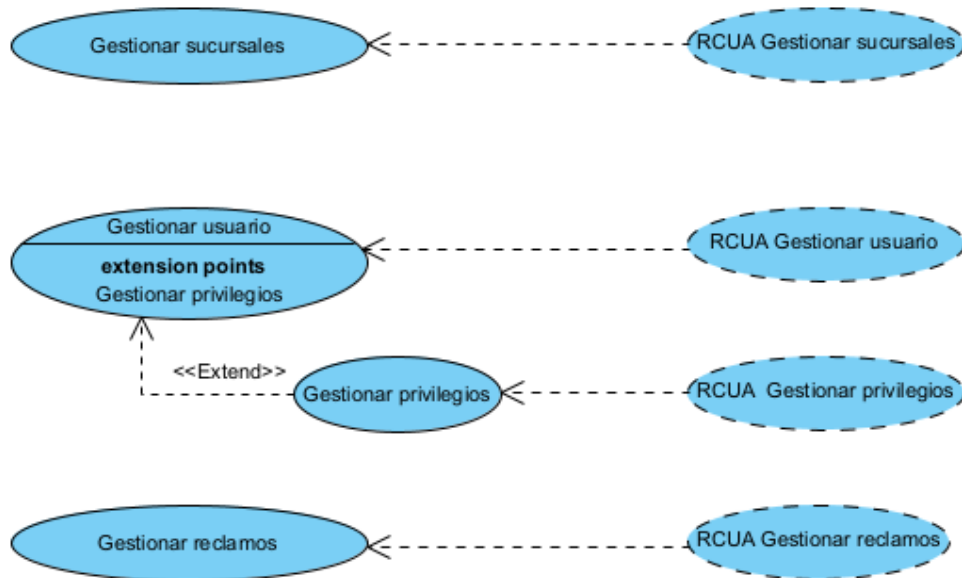 Gestionar sucursales
RCUA Gestionar sucursales
Gestionar usuario
extension points
Gestionar privilegios
RCUA Gestionar usuario
<<Extend>>
Gestionar privilegios
RCUA  Gestionar privilegios
Gestionar reclamos
RCUA Gestionar reclamos